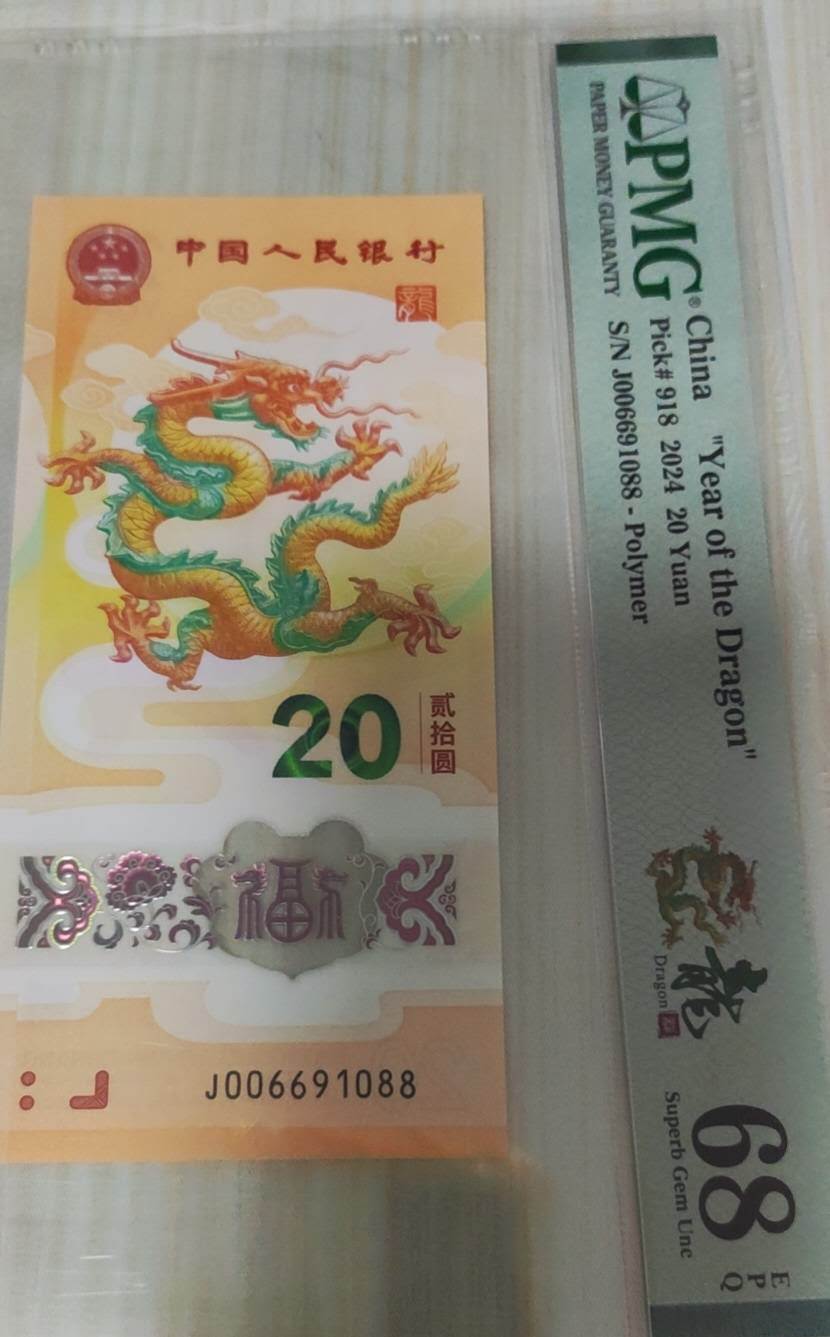 中国人民银行
龍
20
贰拾圆
福
J006691088
PMG®
PAPER MONEY GUARANTY
China "Year of the Dragon"
Pick# 918 2024 20 Yuan
S/N J006691088 - Polymer
龍
Dragon
68
EPQ
Superb Gem Unc